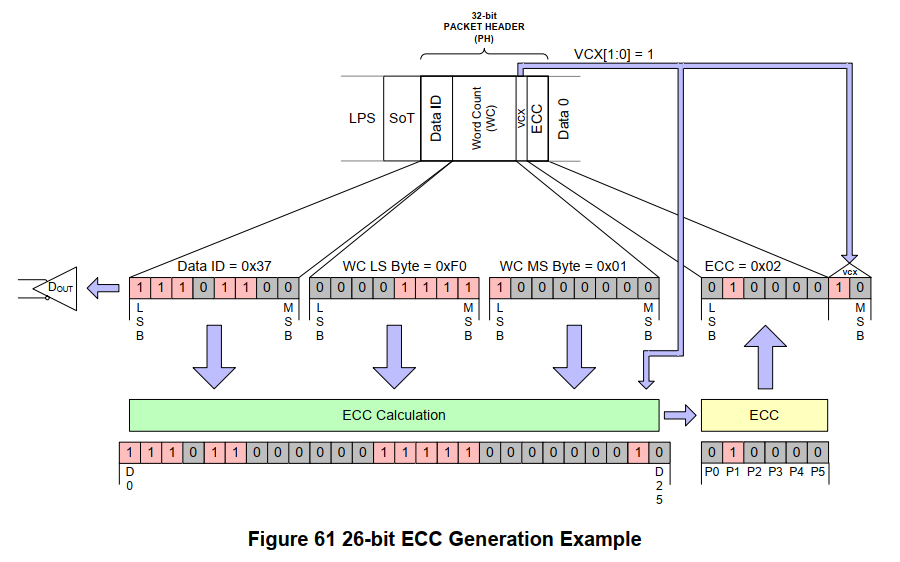 32-bit
PACKET HEADER
(PH)
VCX[1:0] = 1
LPS
SoT
Data ID
Word Count
(WC)
VCX
ECC
Data 0
Data ID = 0x37
WC LS Byte = 0xF0
WC MS Byte = 0x01
ECC = 0x02
VCX
DOUT
1 1 1 0 1 1 0 0
0 0 0 0 1 1 1 1
1 0 0 0 0 0 0 0
0 1 0 0 0 0 1 0
LSB
MSB
LSB
MSB
LSB
MSB
LSB
MSB
ECC Calculation
ECC
1 1 1 0 1 1 0 0 0 0 0 0 1 1 1 1 1 0 0 0 0 0 0 0 1 0
0 1 0 0 0 0
D0
D25
P0 P1 P2 P3 P4 P5
Figure 61 26-bit ECC Generation Example